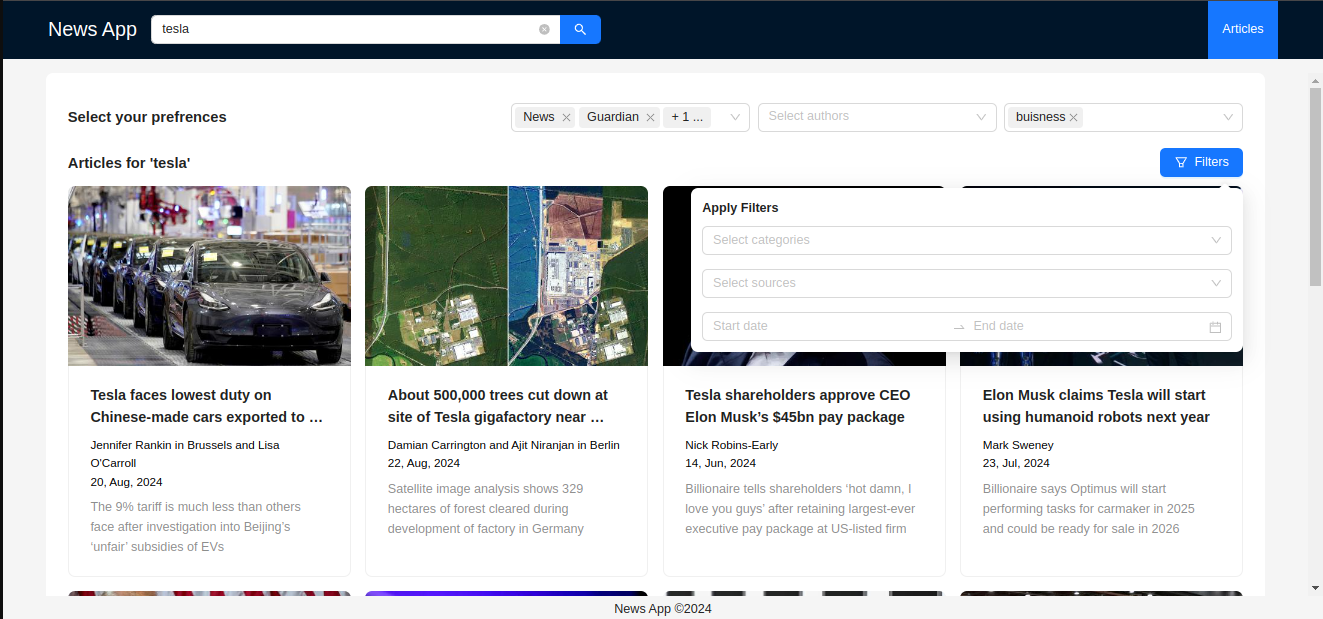 News App
tesla
Articles
Select your prefrences
News
Guardian
+ 1 ...
Select authors
buisness
Articles for 'tesla'
Filters
Apply Filters
Select categories
Select sources
Start date
End date
Tesla faces lowest duty on
Chinese-made cars exported to ...
Jennifer Rankin in Brussels and Lisa
O'Carroll
20, Aug, 2024
The 9% tariff is much less than others
face after investigation into Beijing's
‘unfair’ subsidies of EVs
About 500,000 trees cut down at
site of Tesla gigafactory near ...
Damian Carrington and Ajit Niranjan in Berlin
22, Aug, 2024
Satellite image analysis shows 329
hectares of forest cleared during
development of factory in Germany
Tesla shareholders approve CEO
Elon Musk’s $45bn pay package
Nick Robins-Early
14, Jun, 2024
Billionaire tells shareholders ‘hot damn, I
love you guys’ after retaining largest-ever
executive pay package at US-listed firm
Elon Musk claims Tesla will start
using humanoid robots next year
Mark Sweney
23, Jul, 2024
Billionaire says Optimus will start
performing tasks for carmaker in 2025
and could be ready for sale in 2026
News App ©2024